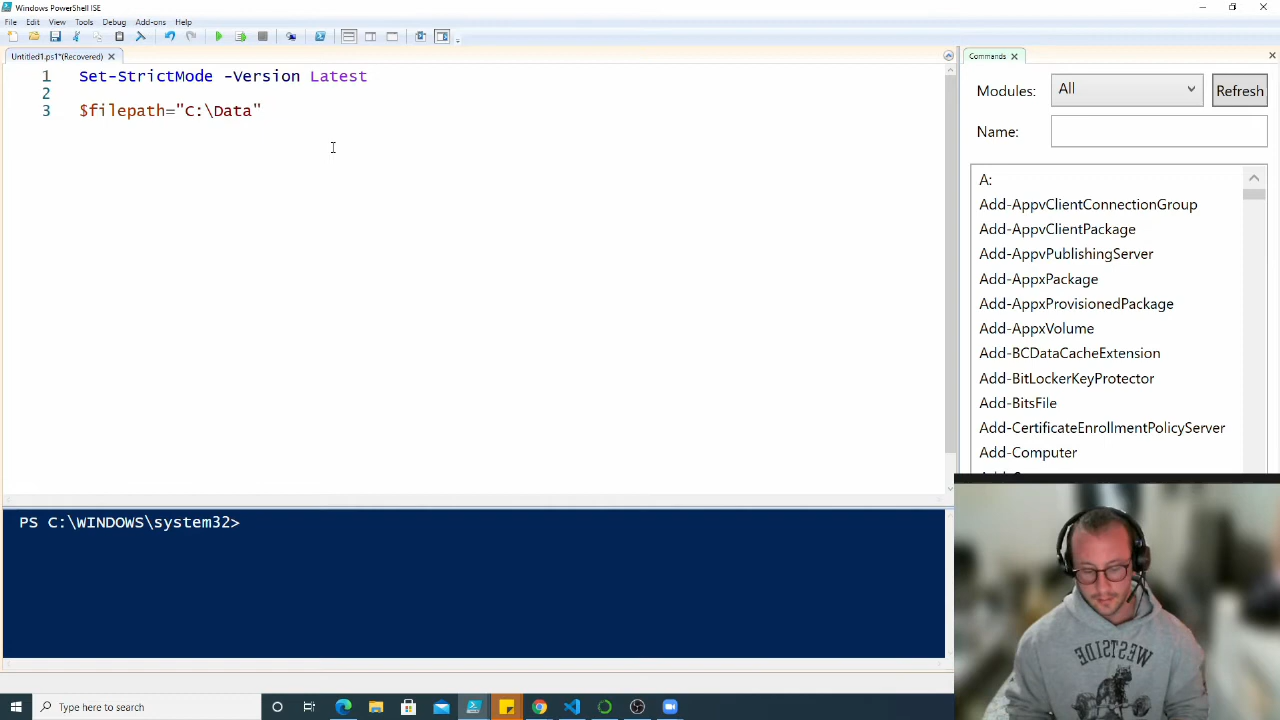 Windows PowerShell ISE
File Edit View Tools Debug Add-ons Help
Untitled1.ps1*(Recovered)
1 Set-StrictMode -Version Latest
2
3 $filepath="C:\Data"
PS C:\WINDOWS\system32>
Commands
Modules: All Refresh
Name:
A:
Add-AppvClientConnectionGroup
Add-AppvClientPackage
Add-AppvPublishingServer
Add-AppxPackage
Add-AppxProvisionedPackage
Add-AppxVolume
Add-BCDataCacheExtension
Add-BitLockerKeyProtector
Add-BitsFile
Add-CertificateEnrollmentPolicyServer
Add-Computer
WESTSIDE
Type here to search